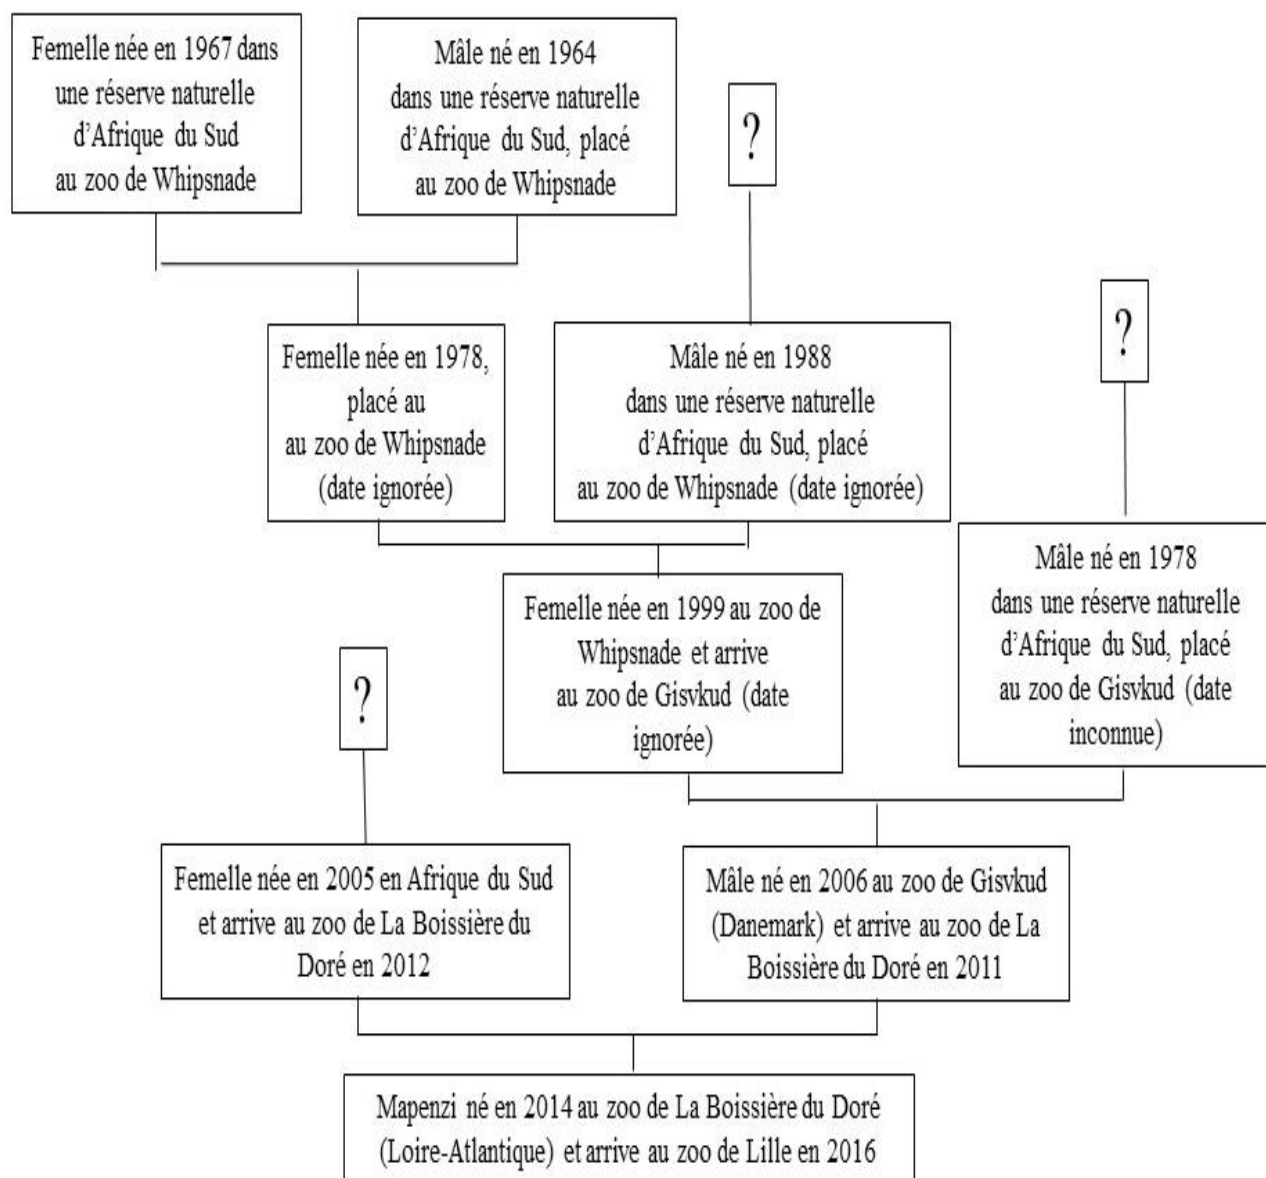 Femelle née en 1967 dans
une réserve naturelle
d'Afrique du Sud
au zoo de Whipsnade
Mâle né en 1964
dans une réserve naturelle
d'Afrique du Sud, placé
au zoo de Whipsnade
?
Femelle née en 1978,
placé au
au zoo de Whipsnade
(date ignorée)
Mâle né en 1988
dans une réserve naturelle
d'Afrique du Sud, placé
au zoo de Whipsnade (date ignorée)
?
Femelle née en 1999 au zoo de
Whipsnade et arrive
au zoo de Gisvkud (date
ignorée)
Mâle né en 1978
dans une réserve naturelle
d'Afrique du Sud, placé
au zoo de Gisvkud (date
inconnue)
?
Femelle née en 2005 en Afrique du Sud
et arrive au zoo de La Boissière du
Doré en 2012
Mâle né en 2006 au zoo de Gisvkud
(Danemark) et arrive au zoo de La
Boissière du Doré en 2011
Mapenzi né en 2014 au zoo de La Boissière du Doré
(Loire-Atlantique) et arrive au zoo de Lille en 2016